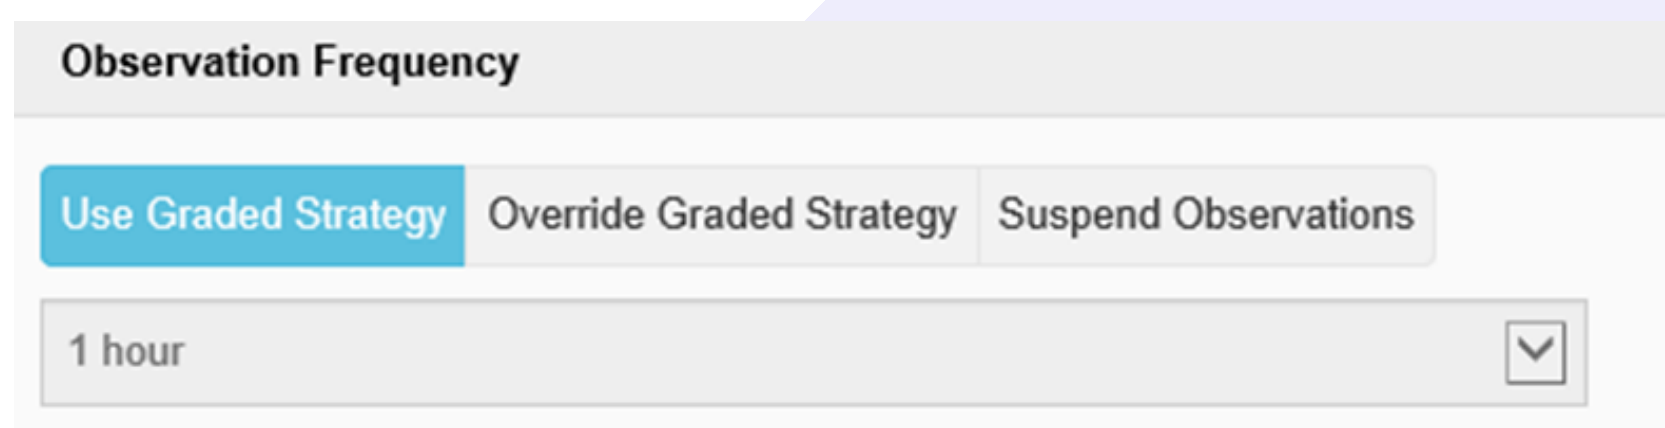 Observation Frequency
Use Graded Strategy Override Graded Strategy Suspend Observations
1 hour